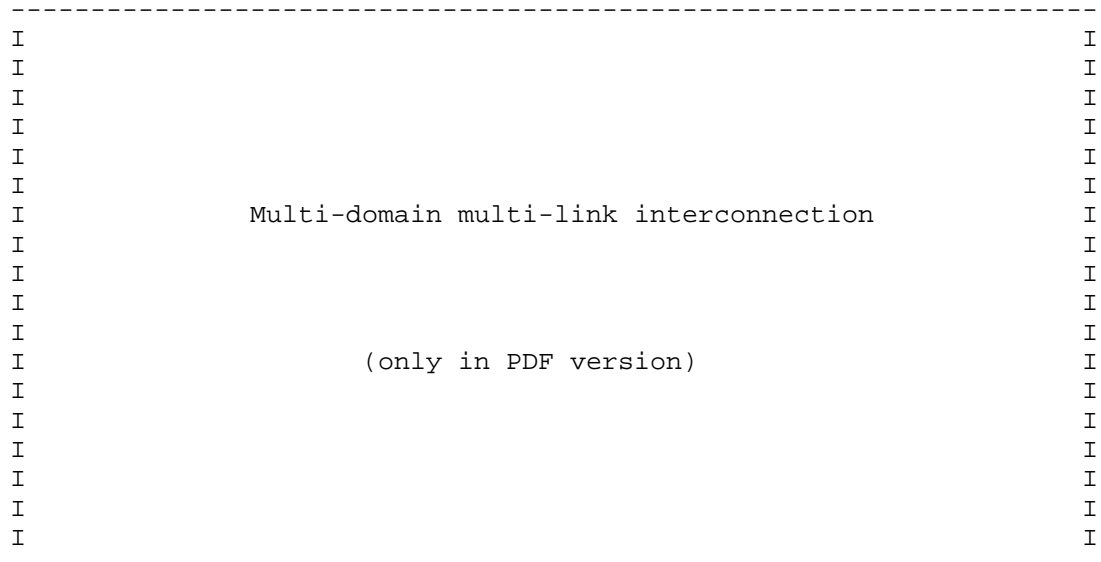 --------------------------------------------------------------------
I                                                                  I
I                                                                  I
I                                                                  I
I                                                                  I
I                                                                  I
I                                                                  I
I              Multi-domain multi-link interconnection             I
I                                                                  I
I                                                                  I
I                                                                  I
I                                                                  I
I                     (only in PDF version)                        I
I                                                                  I
I                                                                  I
I                                                                  I
I                                                                  I
I                                                                  I
I                                                                  I